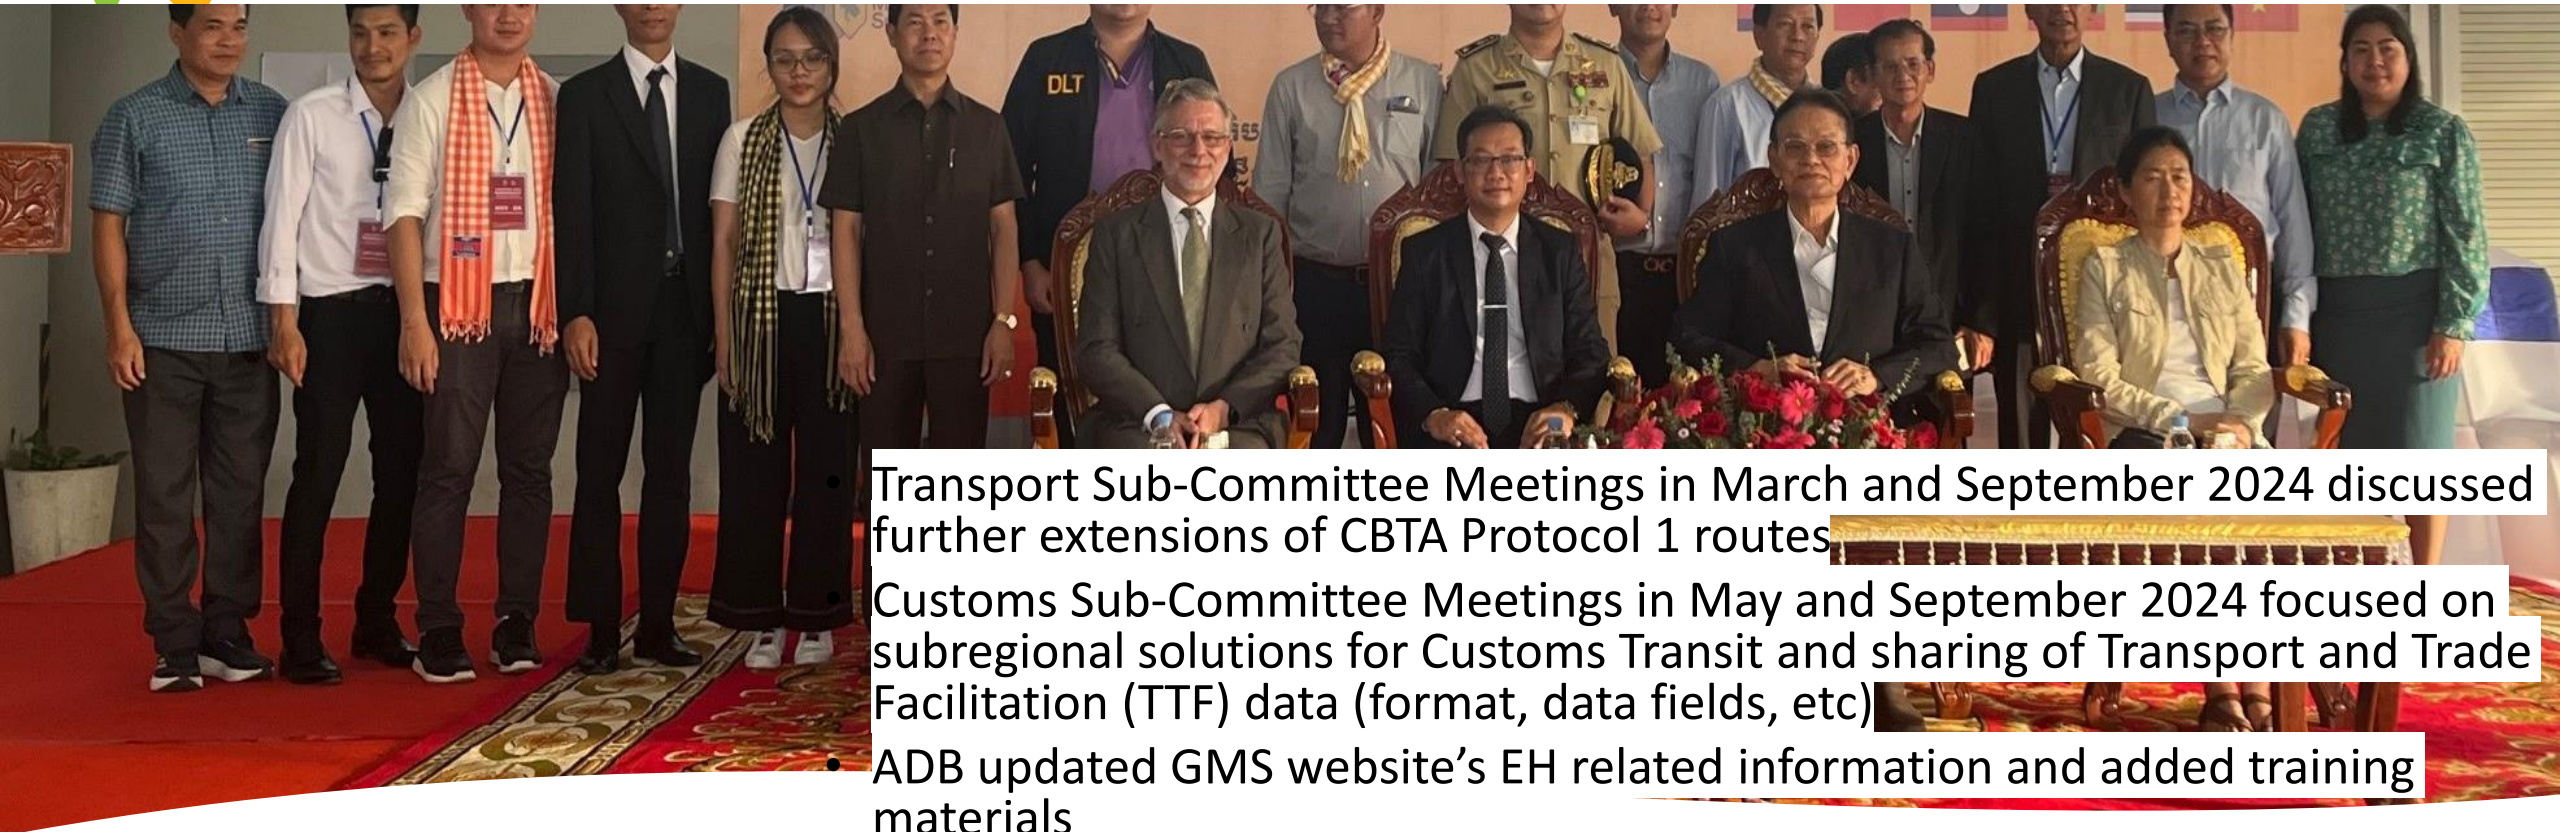 DLT
• Transport Sub-Committee Meetings in March and September 2024 discussed
further extensions of CBTA Protocol 1 routes
• Customs Sub-Committee Meetings in May and September 2024 focused on
subregional solutions for Customs Transit and sharing of Transport and Trade
Facilitation (TTF) data (format, data fields, etc)
• ADB updated GMS website’s EH related information and added training
materials